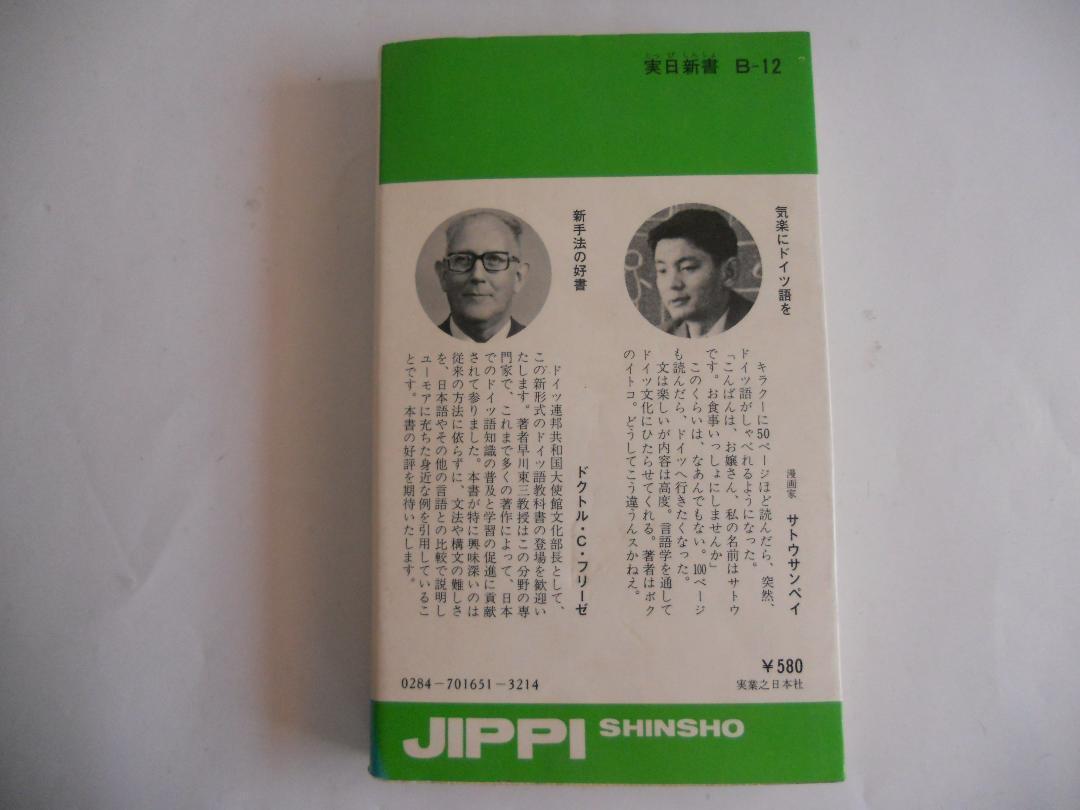 じっぴしんしょ
実日新書 B-12
気楽にドイツ語を
漫画家 サトウサンペイ
キラクーに50ページほど読んだら、突然、
ドイツ語がしゃべれるようになった。
「こんばんは、お嬢さん、私の名前はサトウ
です。お食事いっしょにしませんか」
このくらいは、なあんでもない。100ページ
も読んだら、ドイツへ行きたくなった。
文は楽しいが内容は高度。言語学を通して
ドイツ文化にひたらせてくれる。著者はボク
のイトコ。どうしてこう違うんスかねえ。
新手法の好書
ドクトル・C・フリーゼ
ドイツ連邦共和国大使館文化部長として、
この新形式のドイツ語教科書の登場を歓迎い
たします。著者早川東三教授はこの分野の専
門家で、これまで多くの著作によって、日本
でのドイツ語知識の普及と学習の促進に貢献
されて参りました。本書が特に興味深いのは
従来の方法に依らずに、文法や構文の難しさ
を、日本語やその他の言語との比較で説明し
ユーモアに充ちた身近な例を引用しているこ
とです。本書の好評を期待いたします。
¥580
0284-701651-3214
実業之日本社
JIPPI SHINSHO